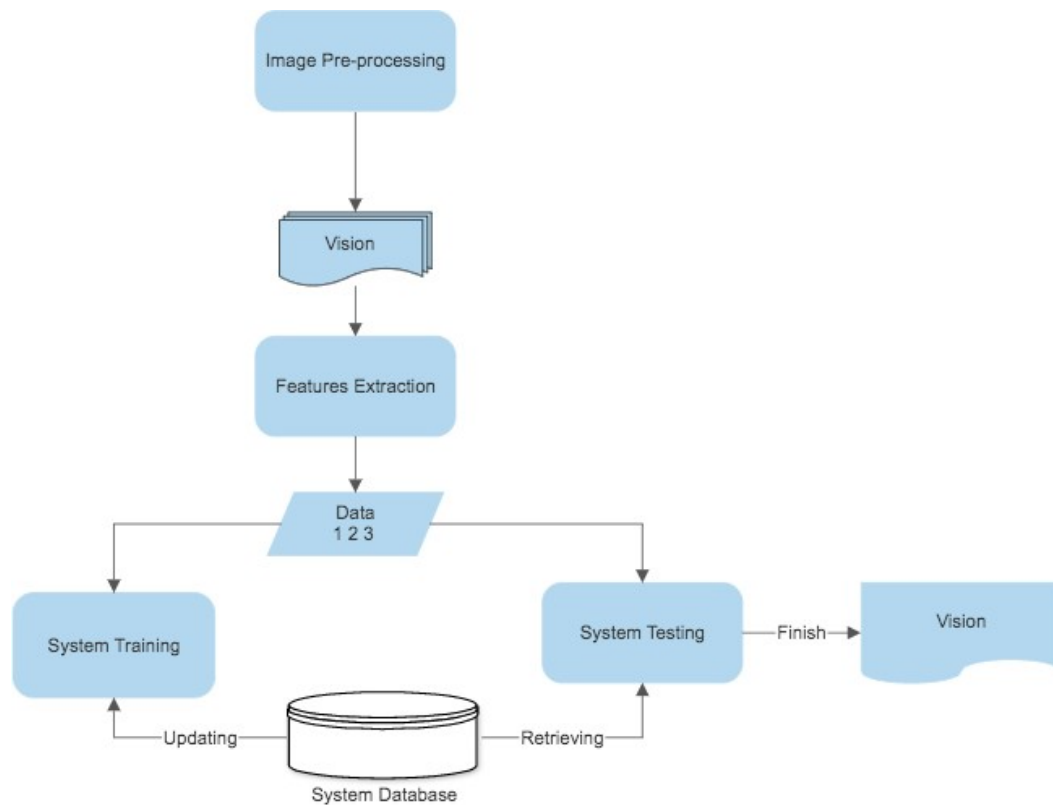 Image Pre-processing
Vision
Features Extraction
Data
1 2 3
System Training
System Testing
Finish
Vision
Updating
Retrieving
System Database